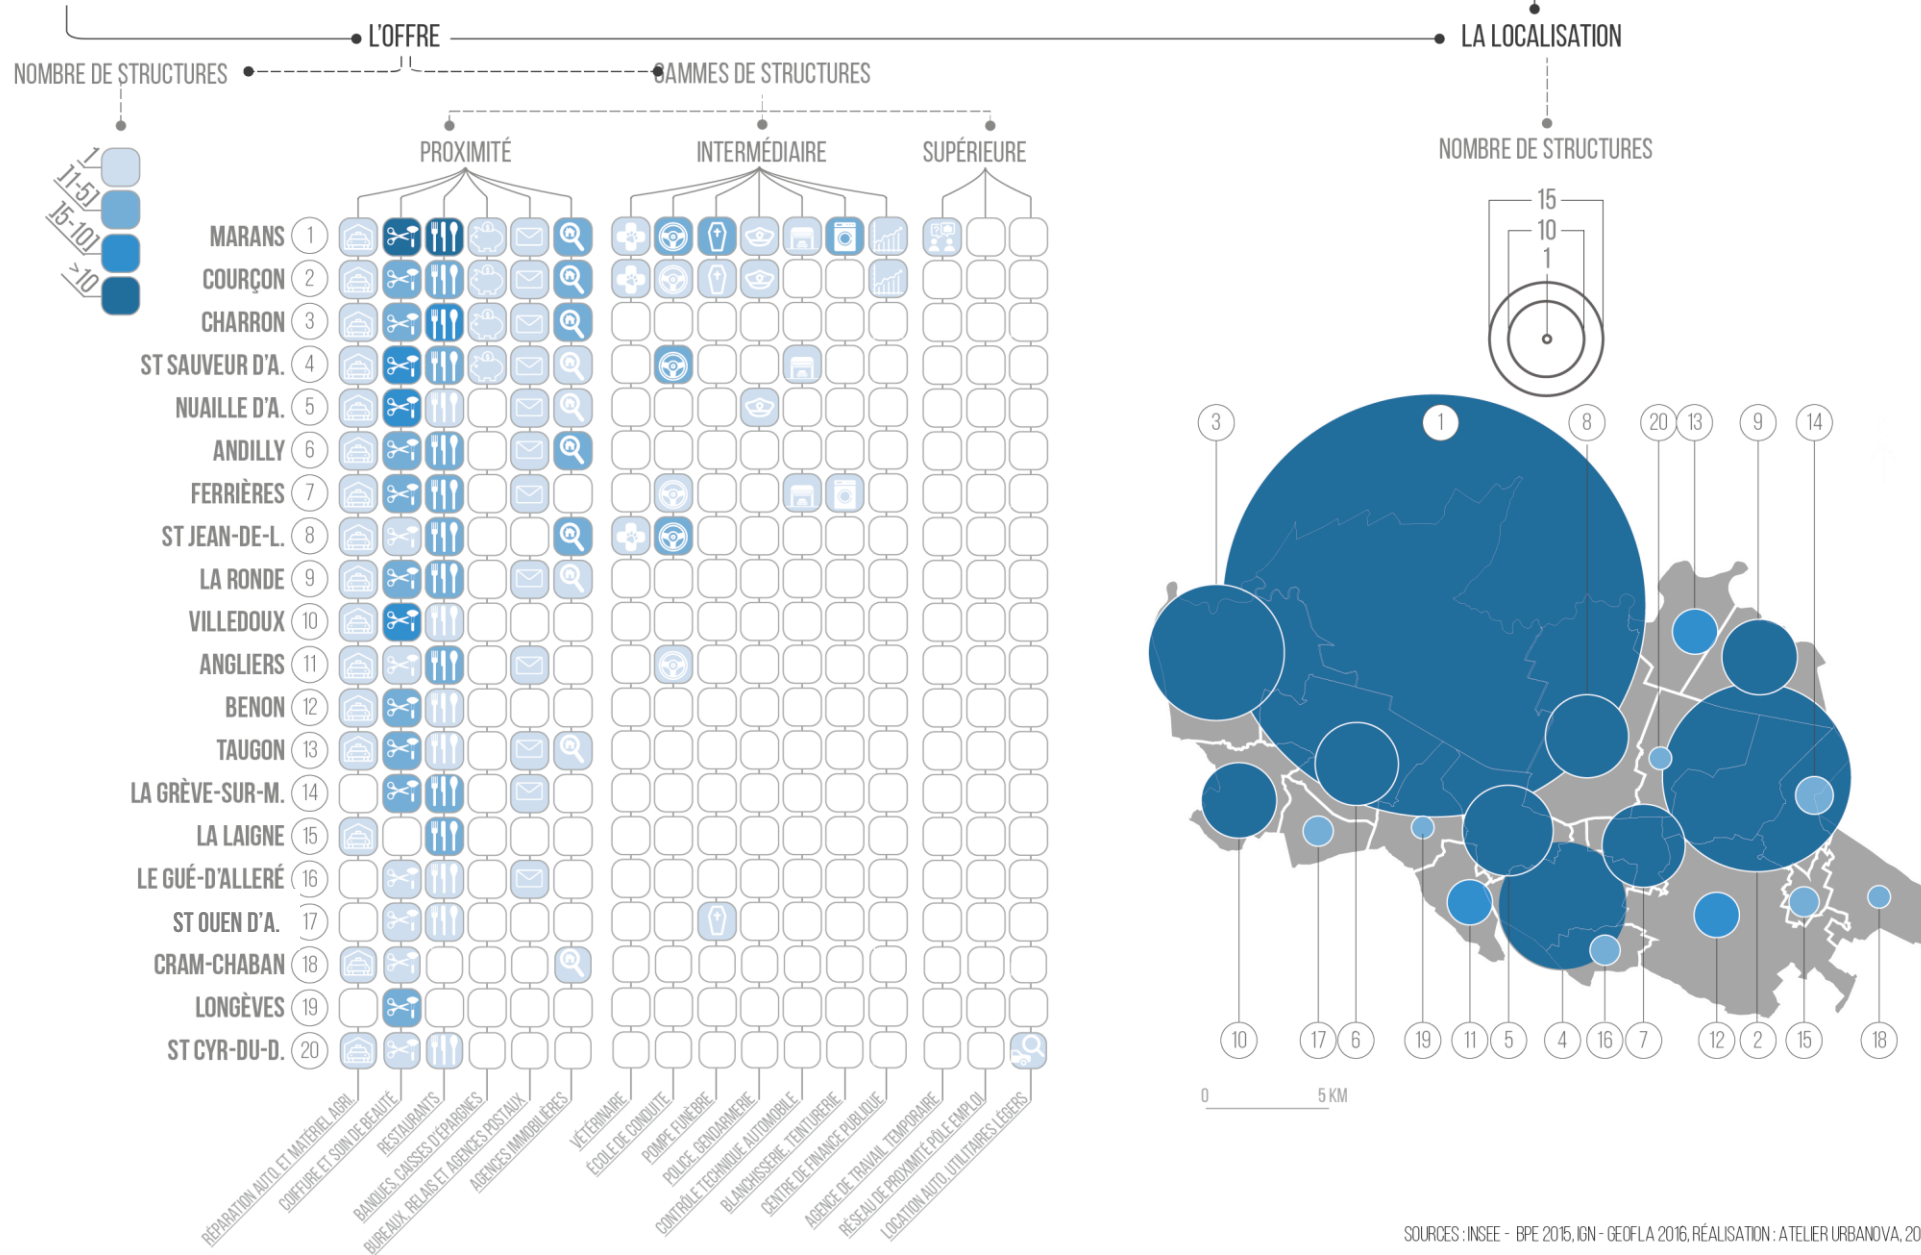 L'OFFRE
LA LOCALISATION
NOMBRE DE STRUCTURES
GAMMES DE STRUCTURES
PROXIMITÉ
INTERMÉDIAIRE
SUPÉRIEURE
NOMBRE DE STRUCTURES
1
]1-5]
]5-10]
>10
15
10
1
MARANS 1
COURÇON 2
CHARRON 3
ST SAUVEUR D'A. 4
NUAILLE D'A. 5
ANDILLY 6
FERRIÈRES 7
ST JEAN-DE-L. 8
LA RONDE 9
VILLEDOUX 10
ANGLIERS 11
BENON 12
TAUGON 13
LA GRÈVE-SUR-M. 14
LA LAIGNE 15
LE GUÉ-D'ALLERÉ 16
ST OUEN D'A. 17
CRAM-CHABAN 18
LONGÈVES 19
ST CYR-DU-D. 20
RÉPARATION AUTO. ET MATÉRIEL AGRI.
COIFFURE ET SOIN DE BEAUTÉ
RESTAURANTS
BANQUES, CAISSES D'ÉPARGNES
BUREAUX, RELAIS ET AGENCES POSTAUX
AGENCES IMMOBILIÈRES
VÉTÉRINAIRE
ÉCOLE DE CONDUITE
POMPE FUNÈBRE
POLICE, GENDARMERIE
CONTRÔLE TECHNIQUE AUTOMOBILE
BLANCHISSERIE, TEINTURERIE
CENTRE DE FINANCE PUBLIQUE
AGENCE DE TRAVAIL TEMPORAIRE
RÉSEAU DE PROXIMITÉ PÔLE EMPLOI
LOCATION AUTO. UTILITAIRES LÉGERS
3 1 8 20 13 9 14
10 17 6 19 11 5 4 16 7 12 2 15 18
0 5 KM
SOURCES : INSEE - BPE 2015, IGN - GEOFLA 2016, RÉALISATION : ATELIER URBANOVA, 20